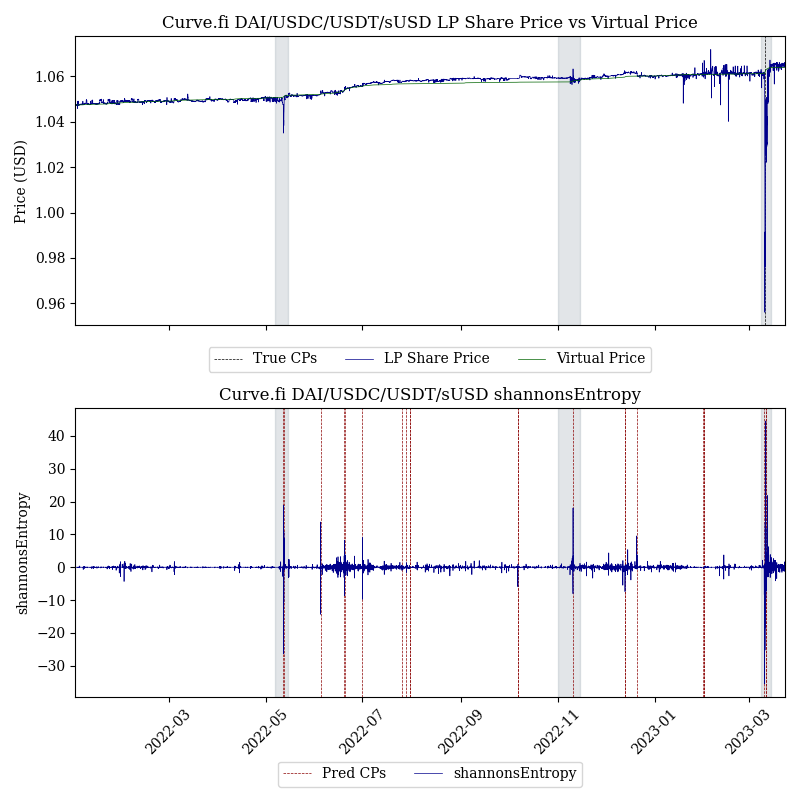 Curve.fi DAI/USDC/USDT/sUSD LP Share Price vs Virtual Price
Price (USD)
1.06
1.04
1.02
1.00
0.98
0.96
True CPs LP Share Price Virtual Price
Curve.fi DAI/USDC/USDT/sUSD shannonsEntropy
shannonsEntropy
40
30
20
10
0
−10
−20
−30
2022-03 2022-05 2022-07 2022-09 2022-11 2023-01 2023-03
Pred CPs shannonsEntropy